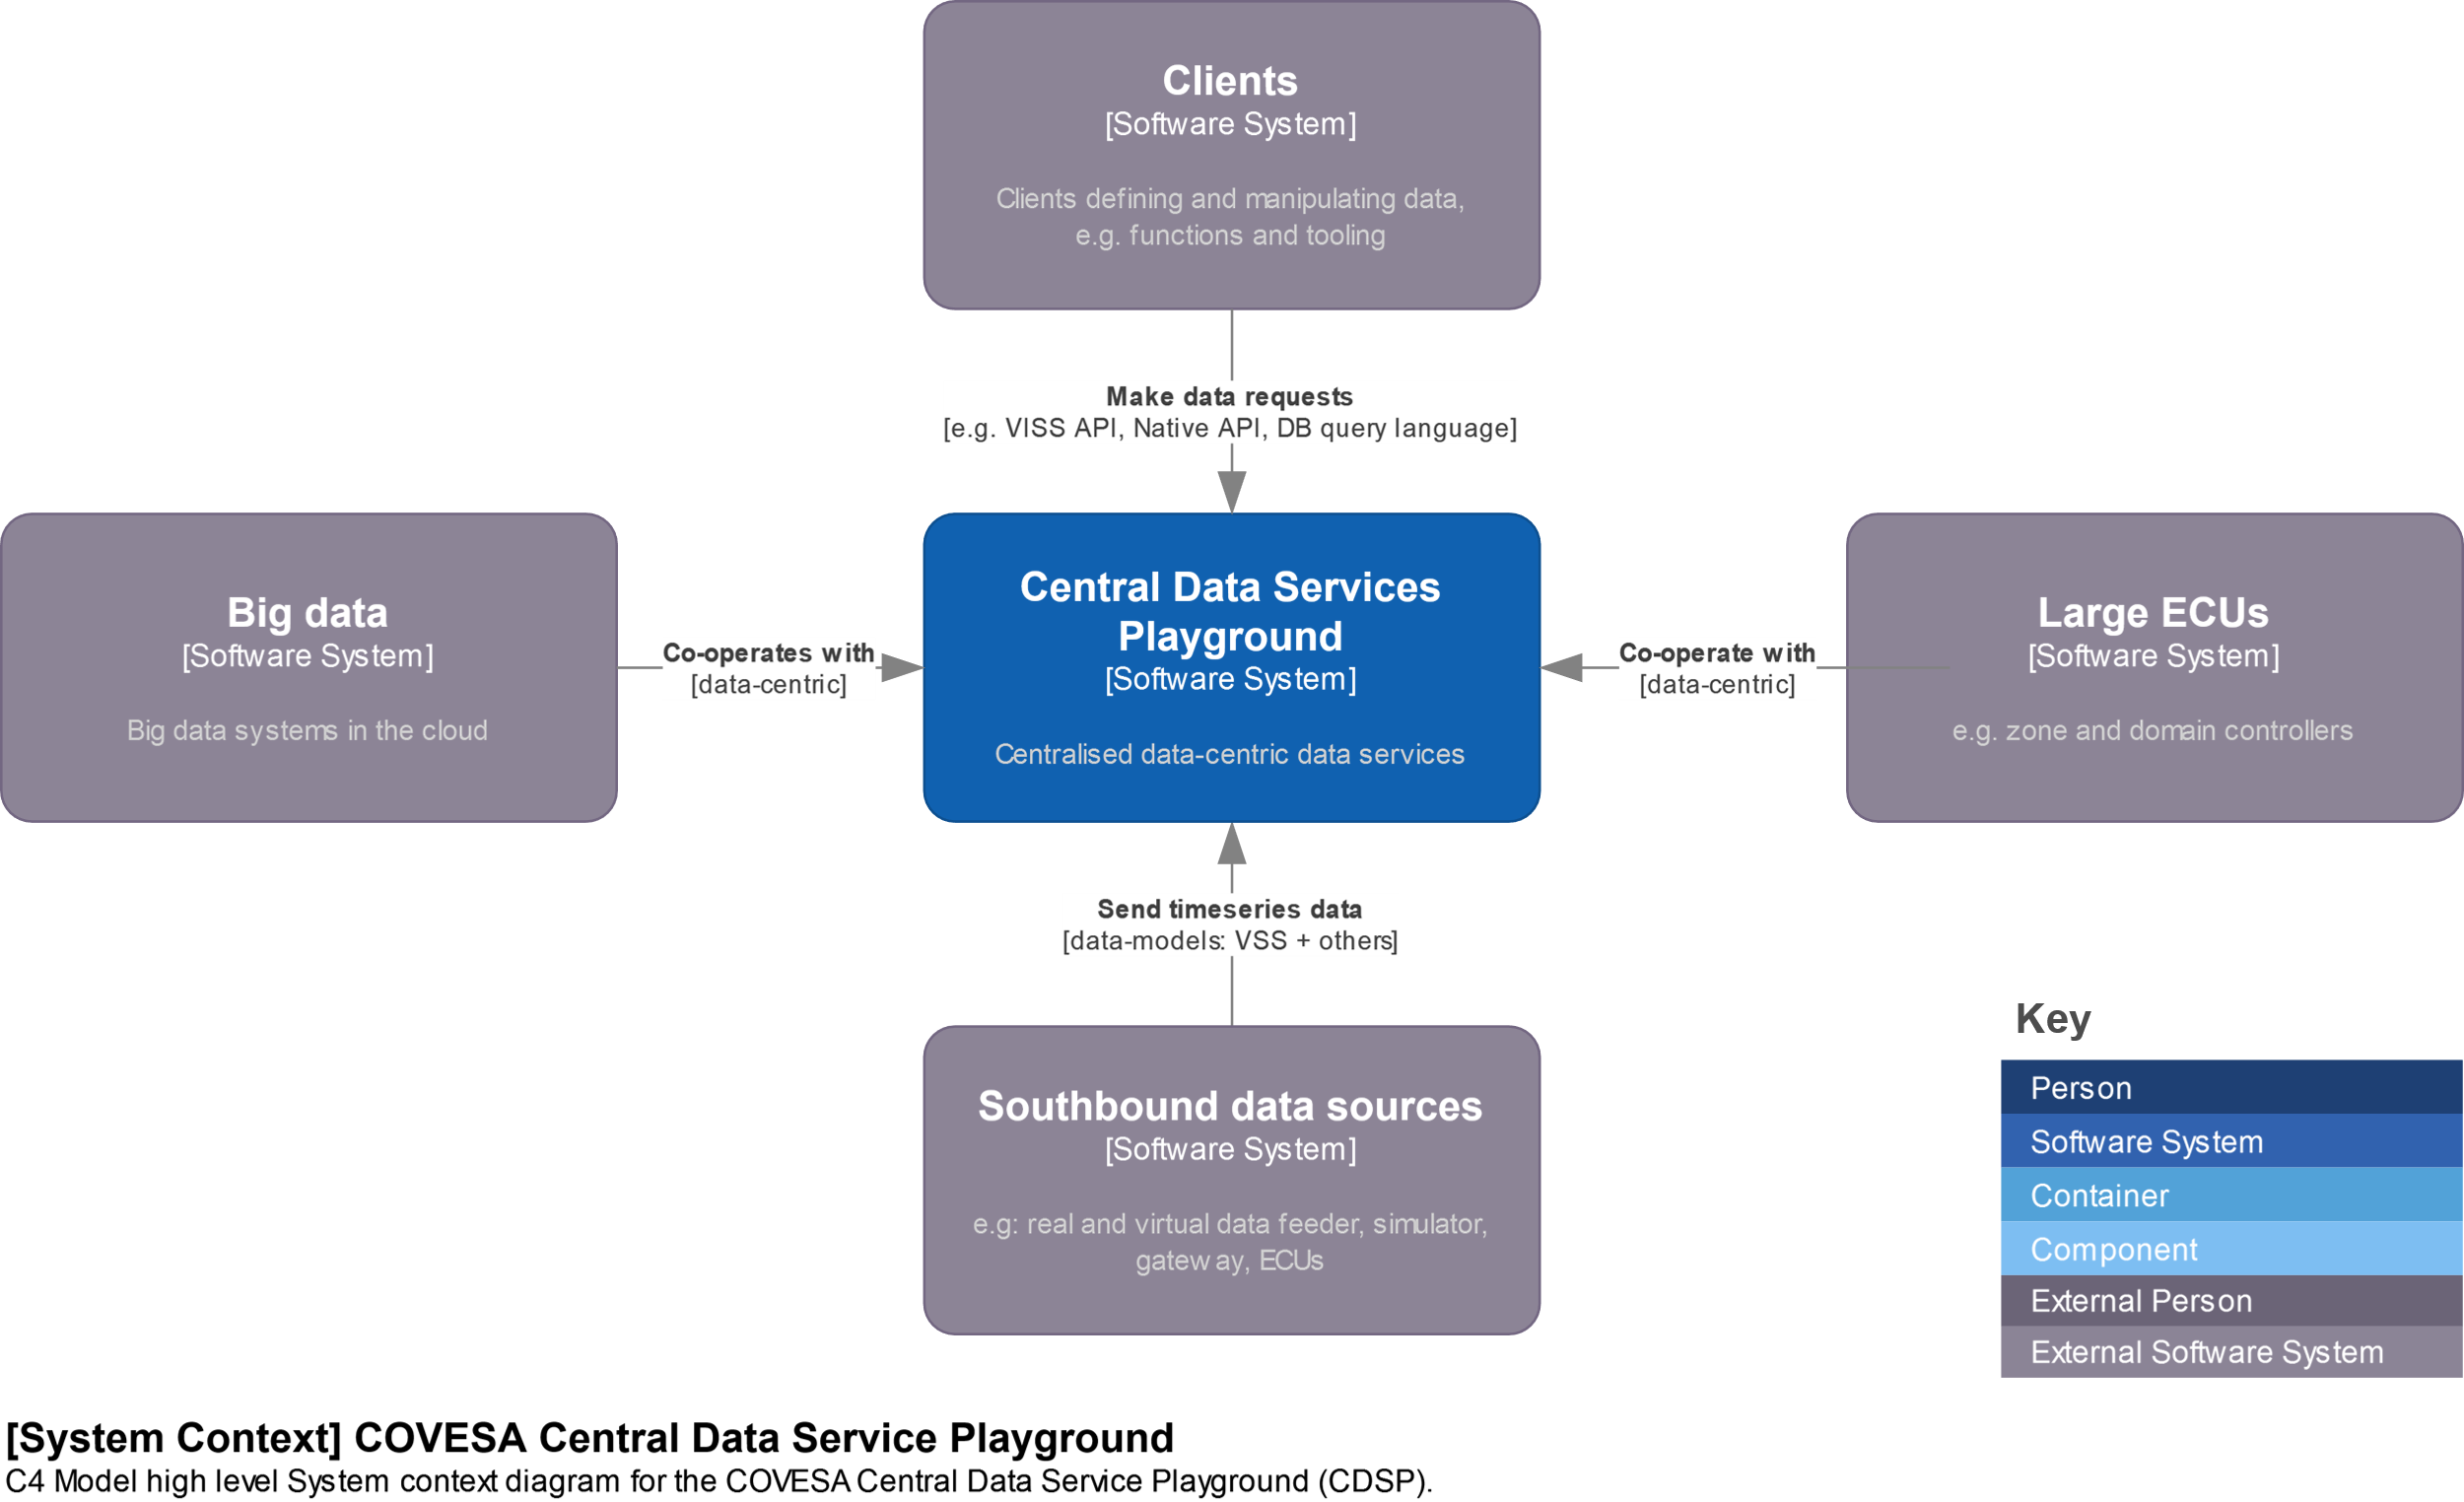 Clients
[Software System]
Clients defining and manipulating data,
e.g. functions and tooling
Make data requests
[e.g. VISS API, Native API, DB query language]
Big data
[Software System]
Big data systems in the cloud
Co-operates with
[data-centric]
Central Data Services
Playground
[Software System]
Centralised data-centric data services
Co-operate with
[data-centric]
Large ECUs
[Software System]
e.g. zone and domain controllers
Send timeseries data
[data-models: VSS + others]
Southbound data sources
[Software System]
e.g: real and virtual data feeder, simulator,
gateway, ECUs
Key
Person
Software System
Container
Component
External Person
External Software System
[System Context] COVESA Central Data Service Playground
C4 Model high level System context diagram for the COVESA Central Data Service Playground (CDSP).